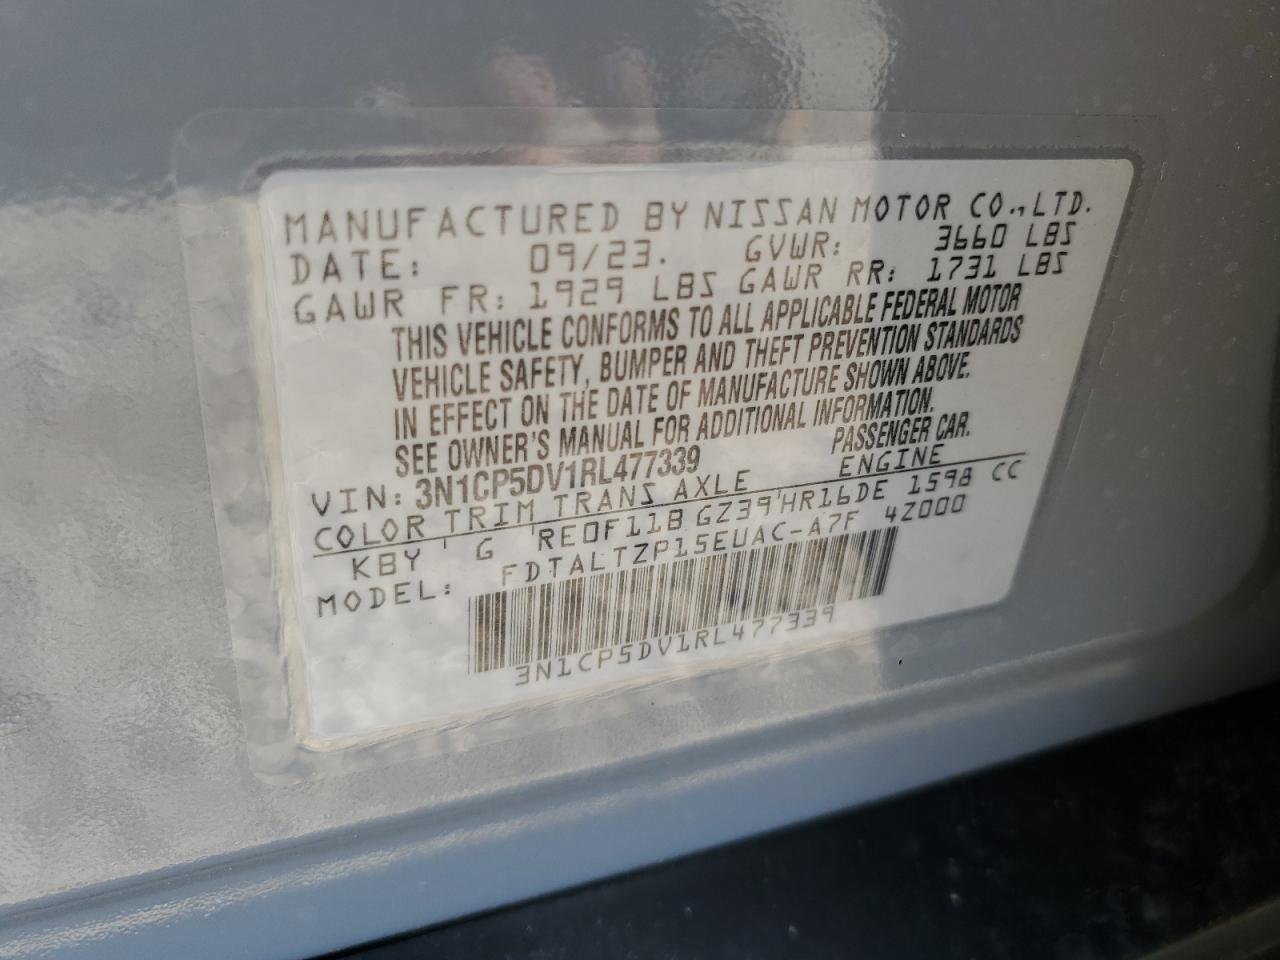 MANUFACTURED BY NISSAN MOTOR CO., LTD.
DATE: 09/23. GVWR: 3660 LBS
GAWR FR: 1929 LBS GAWR RR: 1731 LBS
THIS VEHICLE CONFORMS TO ALL APPLICABLE FEDERAL MOTOR
VEHICLE SAFETY, BUMPER AND THEFT PREVENTION STANDARDS
IN EFFECT ON THE DATE OF MANUFACTURE SHOWN ABOVE.
SEE OWNER'S MANUAL FOR ADDITIONAL INFORMATION.
VIN: 3N1CP5DV1RL477339 PASSENGER CAR.
COLOR TRIM TRANS AXLE ENGINE
KBY ' G 'RE0F11B GZ39'HR16DE 1598 CC
MODEL: FDTALTZP15EUAC-A7F 4Z000
3N1CP5DV1RL477339